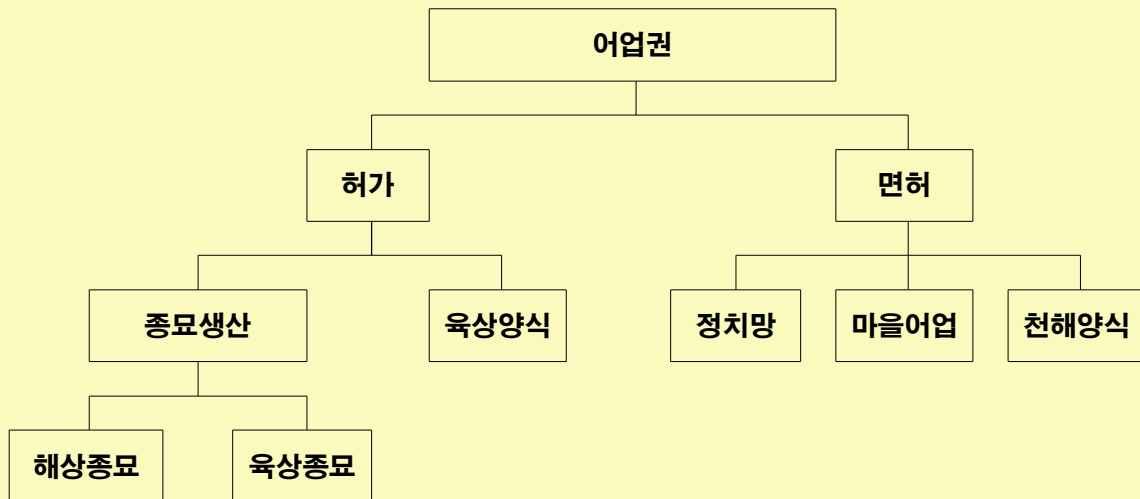 어업권
허가
면허
종묘생산
육상양식
정치망
마을어업
천해양식
해상종묘
육상종묘